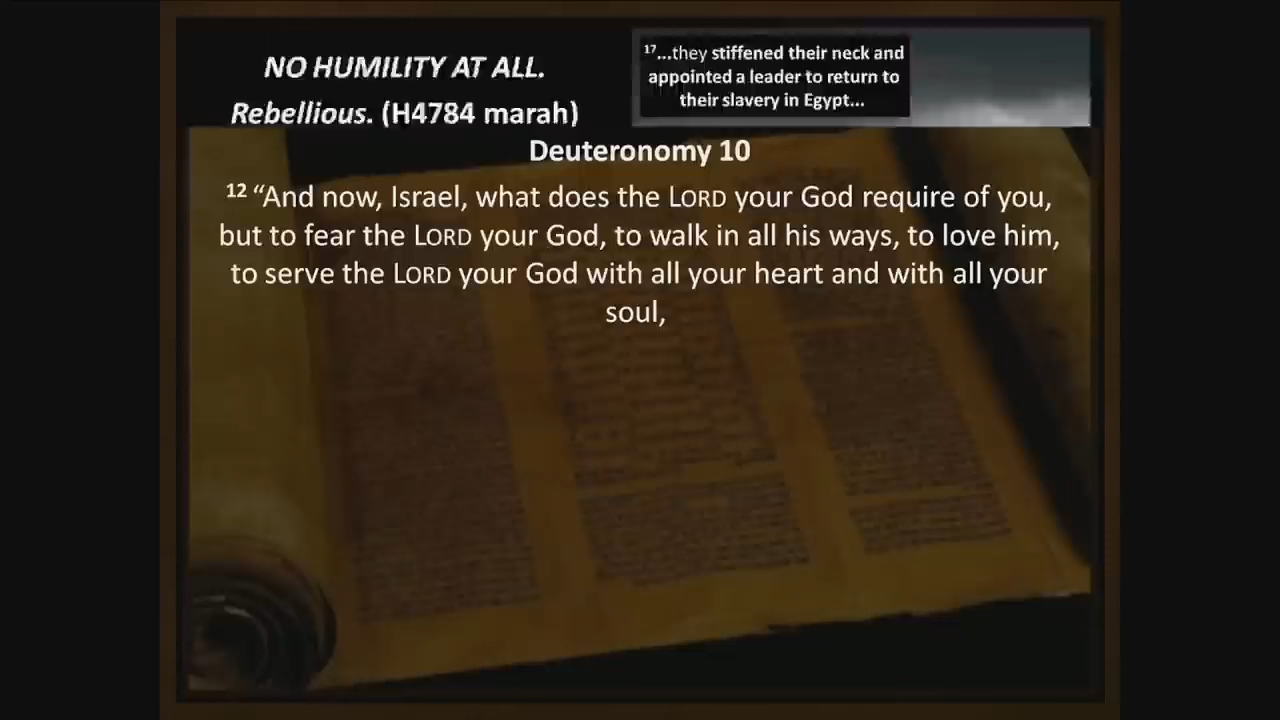 NO HUMILITY AT ALL.
Rebellious. (H4784 marah)
17...they stiffened their neck and
appointed a leader to return to
their slavery in Egypt...
Deuteronomy 10
12 “And now, Israel, what does the LORD your God require of you,
but to fear the LORD your God, to walk in all his ways, to love him,
to serve the LORD your God with all your heart and with all your
soul,